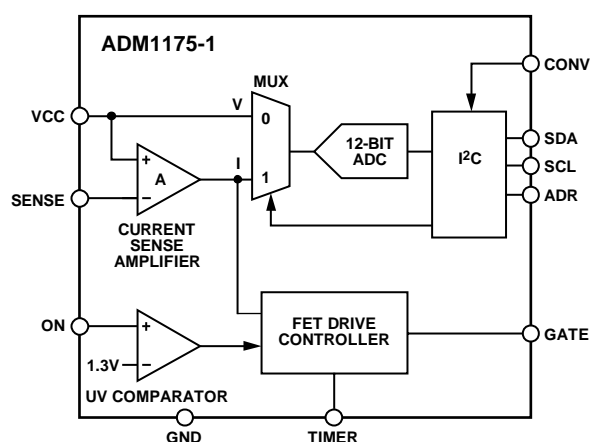 ADM1175-1
CONV
MUX
VCC
V
0
12-BIT
ADC
I²C
SDA
SCL
ADR
A
+
−
I
1
SENSE
CURRENT
SENSE
AMPLIFIER
ON
+
1.3V
−
UV COMPARATOR
FET DRIVE
CONTROLLER
GATE
GND
TIMER